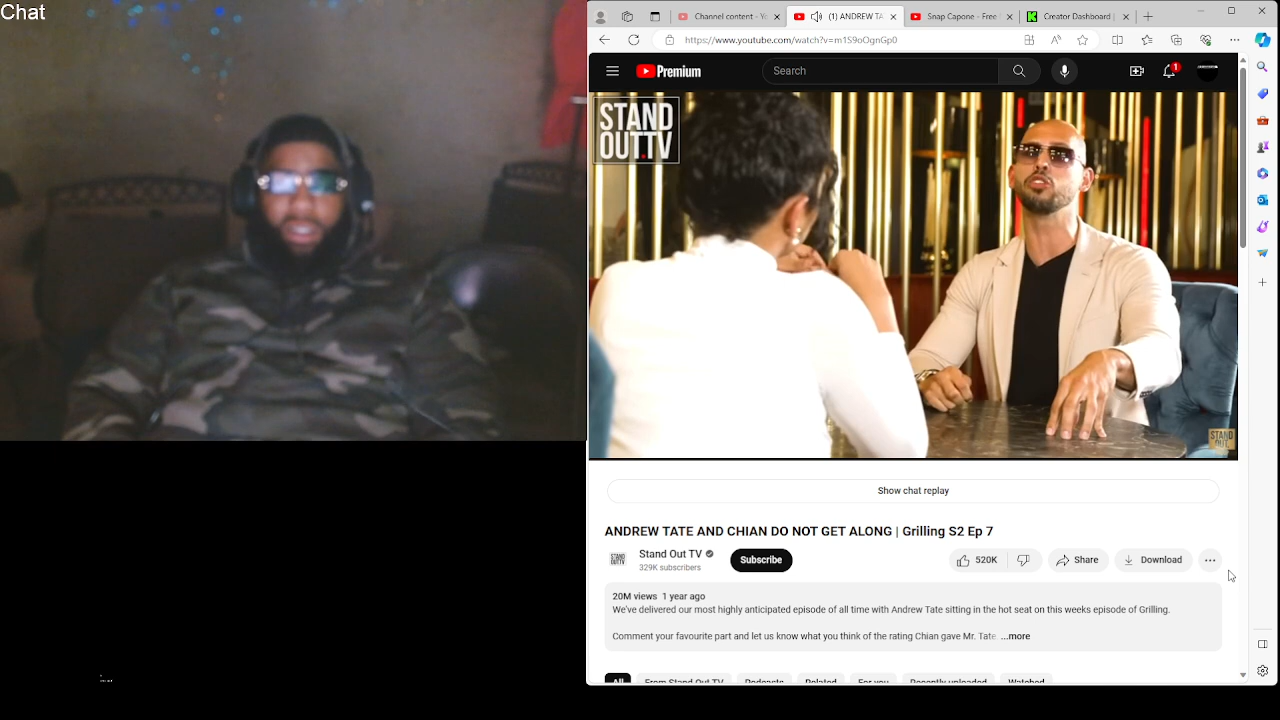 Chat
Channel content - Yo
(1) ANDREW TA
Snap Capone - Free
Creator Dashboard |
https://www.youtube.com/watch?v=m1S9oOgnGp0
Premium
Search
1
STAND
OUT.TV
STAND
OUT.
Show chat replay
ANDREW TATE AND CHIAN DO NOT GET ALONG | Grilling S2 Ep 7
Stand Out TV
329K subscribers
Subscribe
520K
Share
Download
20M views 1 year ago
We've delivered our most highly anticipated episode of all time with Andrew Tate sitting in the hot seat on this weeks episode of Grilling.
Comment your favourite part and let us know what you think of the rating Chian gave Mr. Tate ...more
All
From Stand Out TV
Podcasts
Related
For you
Recently uploaded
Watched